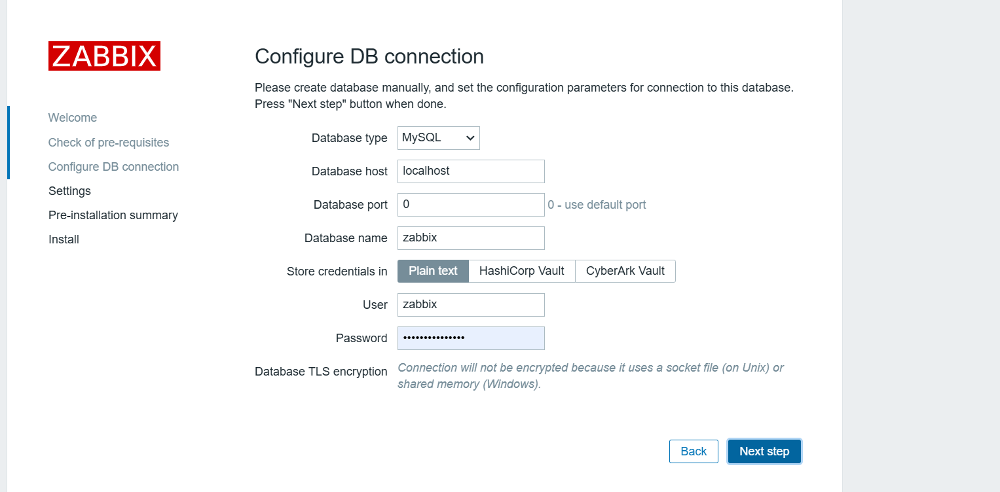 ZABBIX
Welcome
Check of pre-requisites
Configure DB connection
Settings
Pre-installation summary
Install
Configure DB connection
Please create database manually, and set the configuration parameters for connection to this database.
Press "Next step" button when done.
Database type MySQL
Database host localhost
Database port 0 0 - use default port
Database name zabbix
Store credentials in Plain text HashiCorp Vault CyberArk Vault
User zabbix
Password •••••••••••••••
Database TLS encryption Connection will not be encrypted because it uses a socket file (on Unix) or
shared memory (Windows).
Back Next step